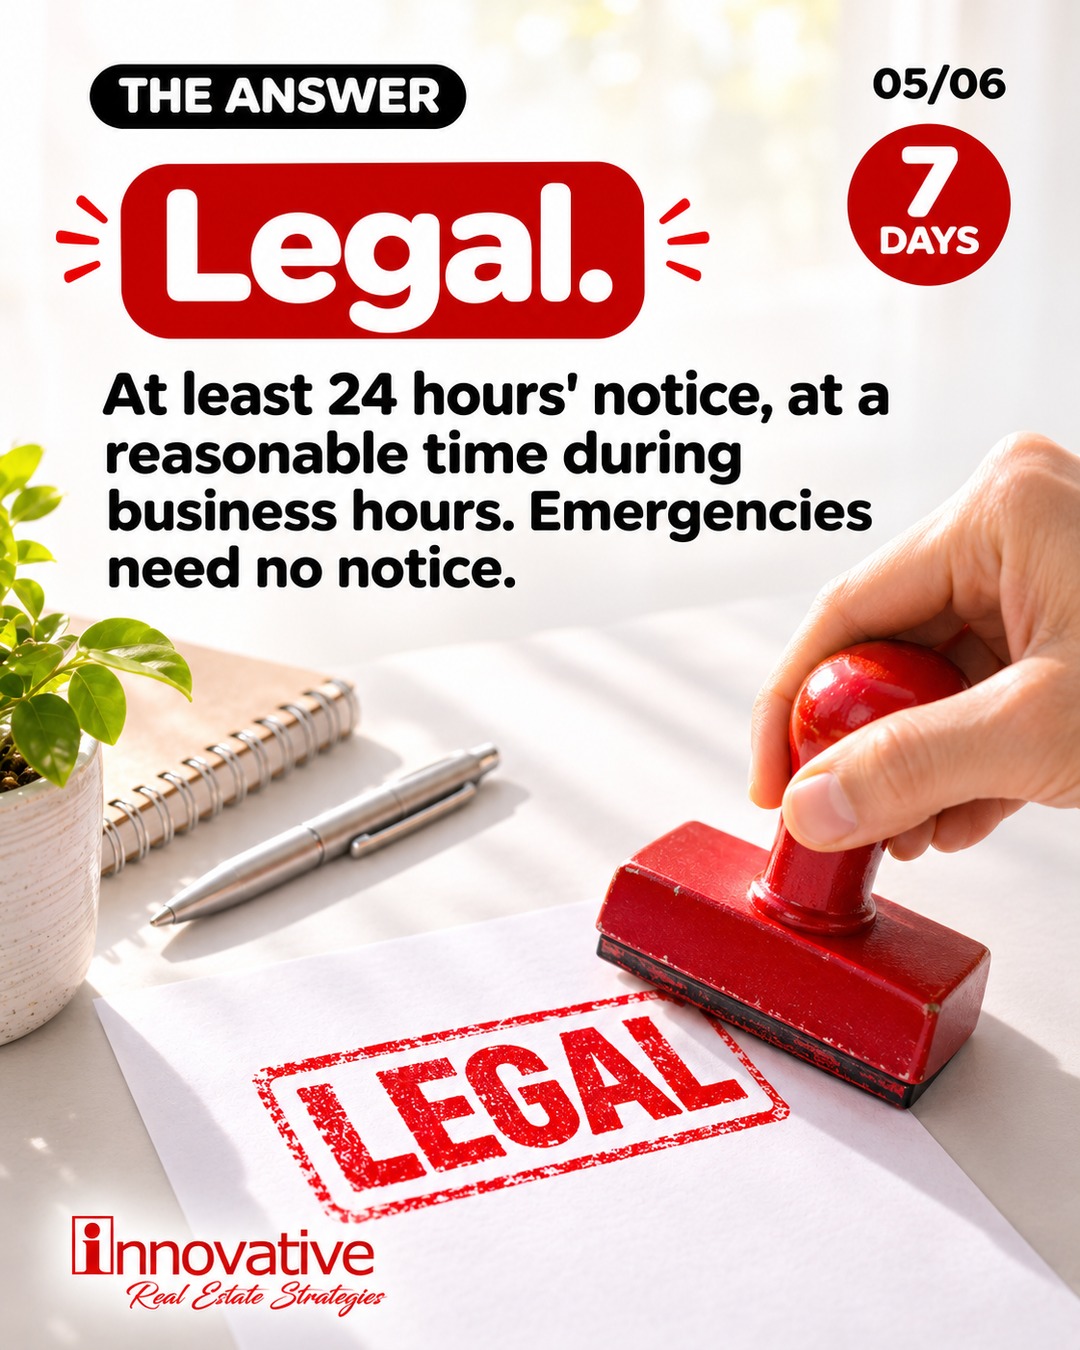 THE ANSWER
05/06
7
DAYS
Legal.
At least 24 hours' notice, at a
reasonable time during
business hours. Emergencies
need no notice.
LEGAL
innovative
Real Estate Strategies